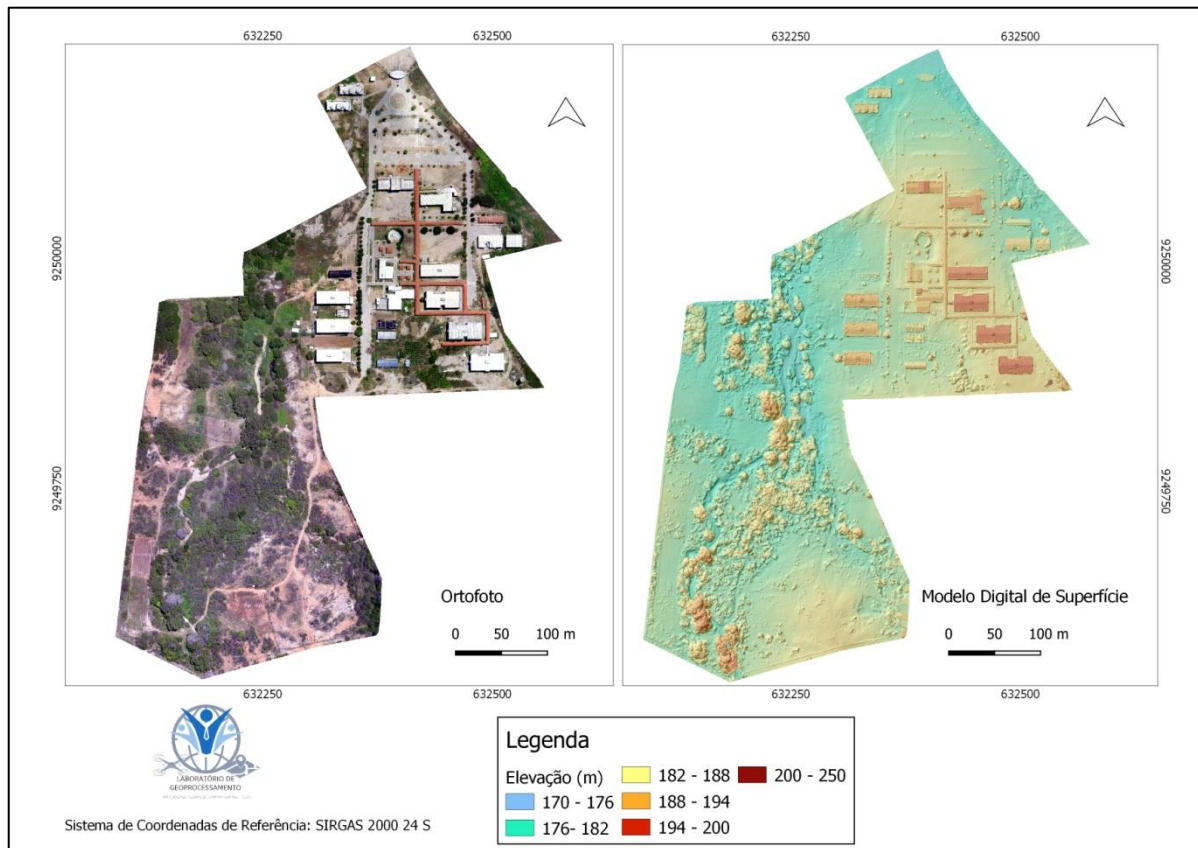 632250
632500
632250
632500
9250000
9250000
9249750
9249750
Ortofoto
0 50 100 m
Modelo Digital de Superfície
0 50 100 m
632250
632500
632250
632500
LABORATÓRIO DE
GEOPROCESSAMENTO
Sistema de Coordenadas de Referência: SIRGAS 2000 24 S
Legenda
Elevação (m)
170 - 176
176- 182
182 - 188
188 - 194
194 - 200
200 - 250